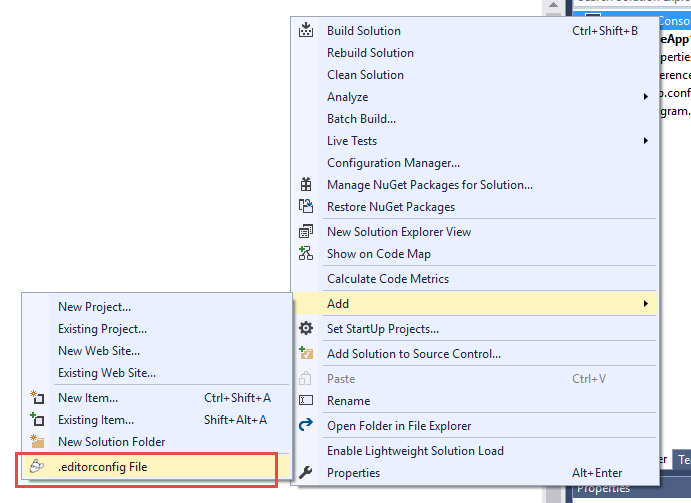 Build Solution Ctrl+Shift+B
Rebuild Solution
Clean Solution
Analyze
Batch Build...
Live Tests
Configuration Manager...
Manage NuGet Packages for Solution...
Restore NuGet Packages
New Solution Explorer View
Show on Code Map
Calculate Code Metrics
Add
Set StartUp Projects...
Add Solution to Source Control...
Paste Ctrl+V
Rename
Open Folder in File Explorer
Enable Lightweight Solution Load
Properties Alt+Enter
New Project...
Existing Project...
New Web Site...
Existing Web Site...
New Item... Ctrl+Shift+A
Existing Item... Shift+Alt+A
New Solution Folder
.editorconfig File
Conso
eApp
perties
erence
p.conf
gram.
er Te
Properties